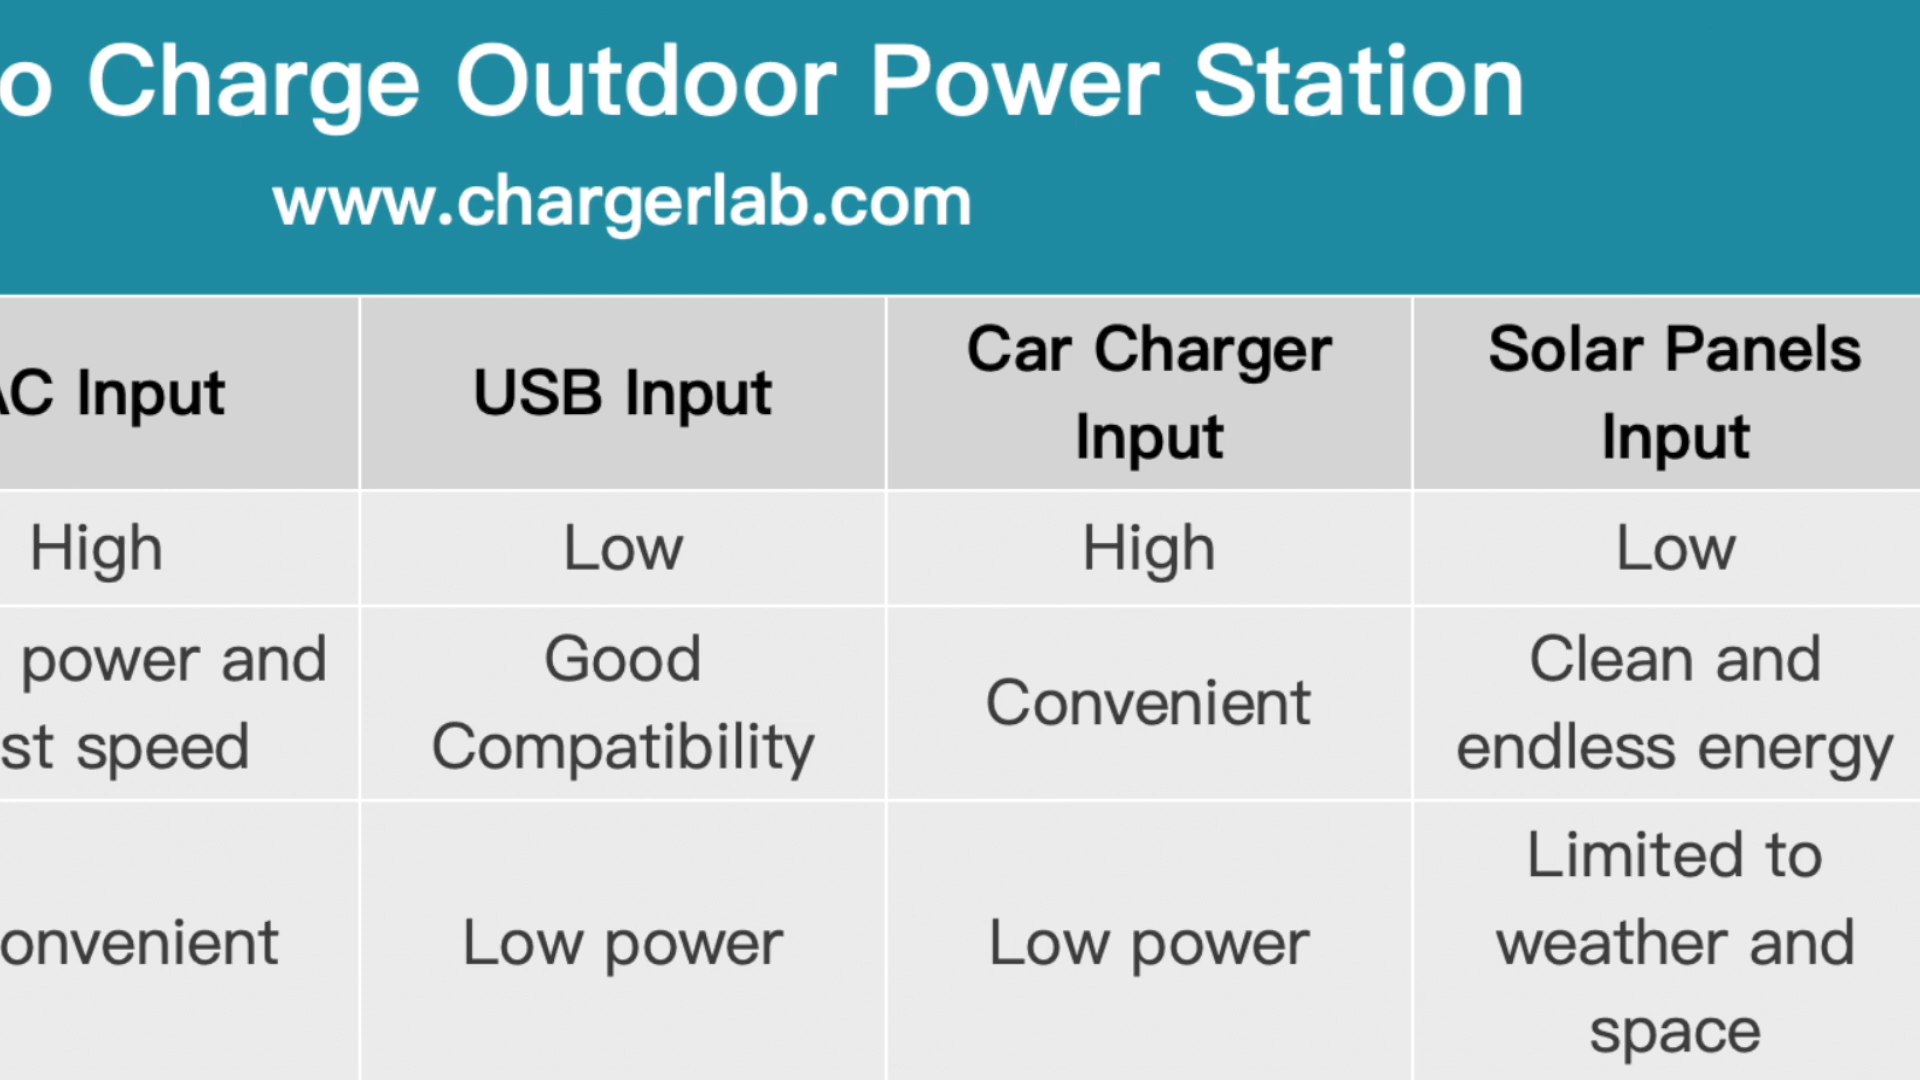 o Charge Outdoor Power Station
www.chargerlab.com
AC Input
USB Input
Car Charger
Input
Solar Panels
Input
High
Low
High
Low
power and
st speed
Good
Compatibility
Convenient
Clean and
endless energy
onvenient
Low power
Low power
Limited to
weather and
space